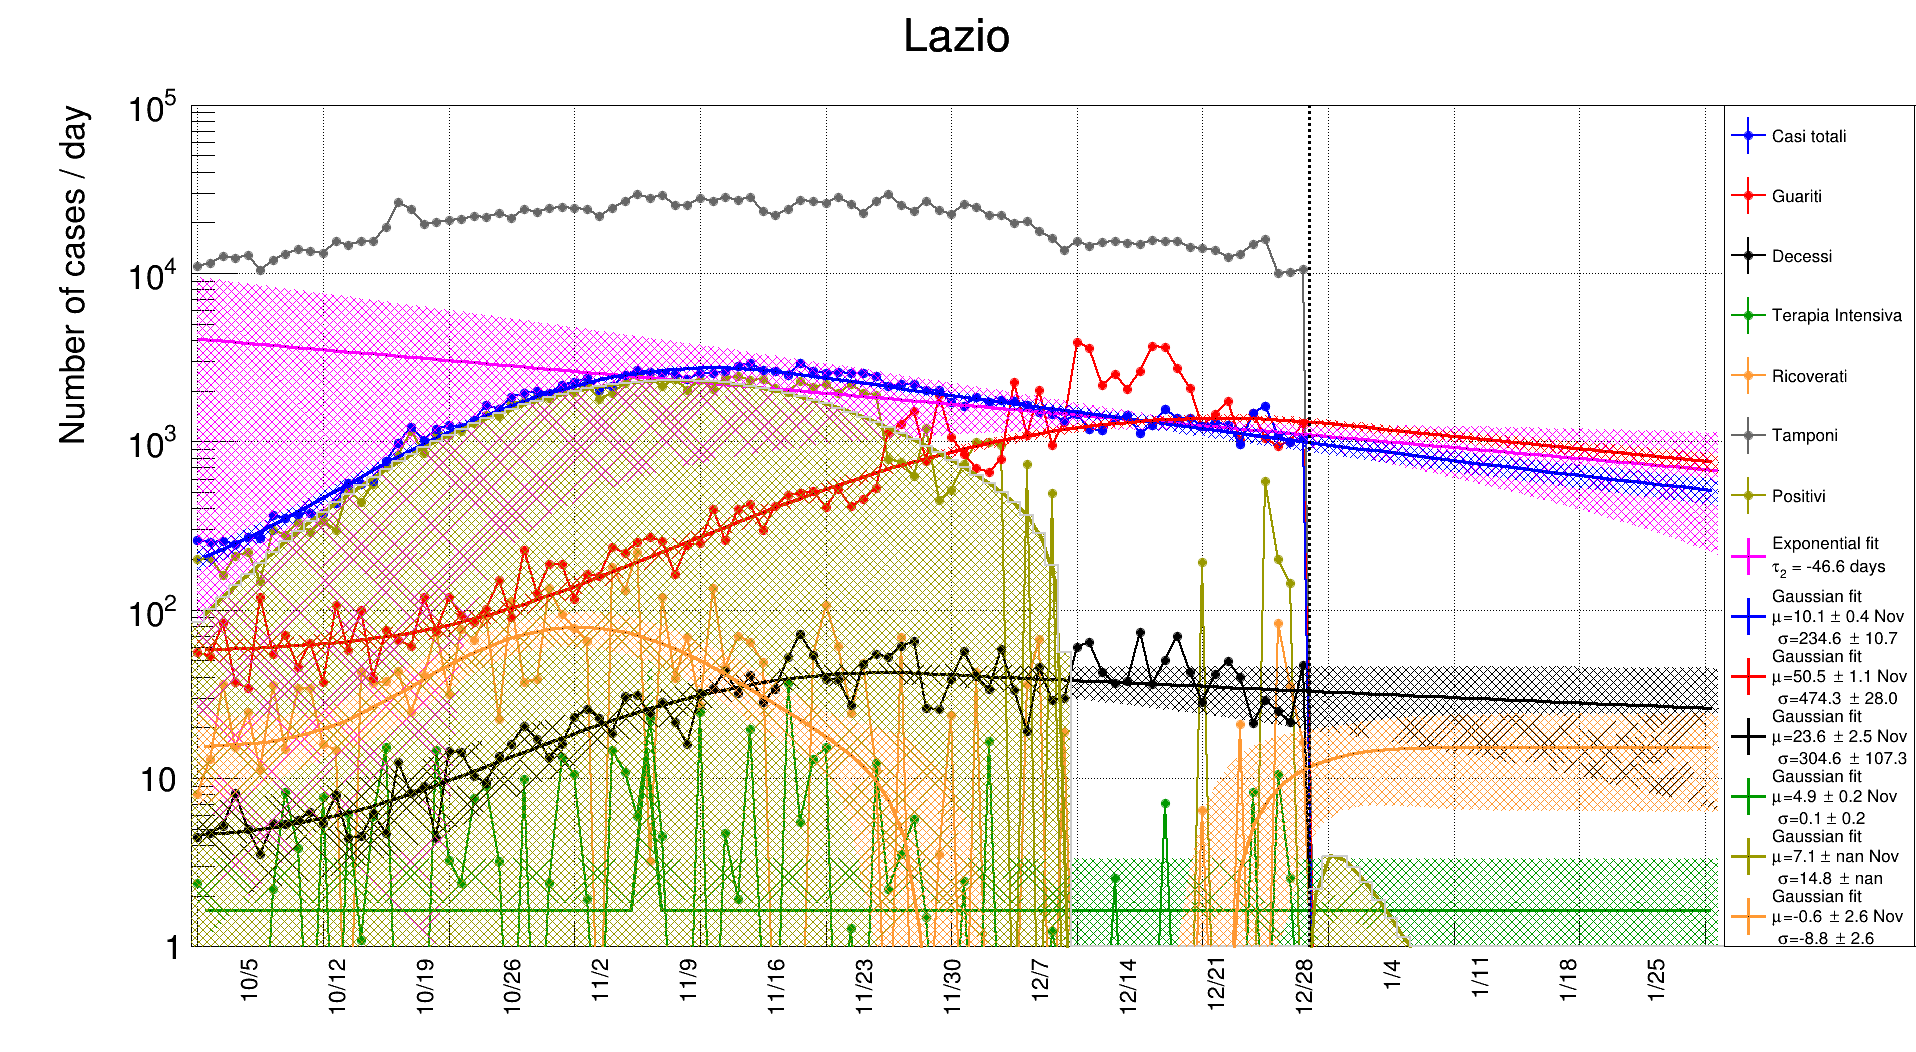 Lazio
Number of cases / day
10^5
10^4
10^3
10^2
10
1
10/5
10/12
10/19
10/26
11/2
11/9
11/16
11/23
11/30
12/7
12/14
12/21
12/28
1/4
1/11
1/18
1/25
Casi totali
Guariti
Decessi
Terapia Intensiva
Ricoverati
Tamponi
Positivi
Exponential fit
τ₂ = -46.6 days
Gaussian fit
μ=10.1 ± 0.4 Nov
σ=234.6 ± 10.7
Gaussian fit
μ=50.5 ± 1.1 Nov
σ=474.3 ± 28.0
Gaussian fit
μ=23.6 ± 2.5 Nov
σ=304.6 ± 107.3
Gaussian fit
μ=4.9 ± 0.2 Nov
σ=0.1 ± 0.2
Gaussian fit
μ=7.1 ± nan Nov
σ=14.8 ± nan
Gaussian fit
μ=-0.6 ± 2.6 Nov
σ=-8.8 ± 2.6